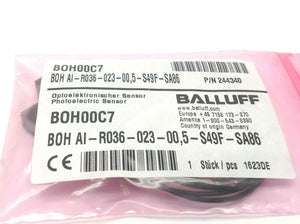 BOH00C7
BOH AI-R036-023-00,5-S49F-SA86
P/N 244340
Optoelektronischer Sensor
Photoelectric Sensor
BALLUFF
www.balluff.com
Europe +49 7158 173-370
America 1-800-543-8390
Country of origin Germany
BOH00C7
BOH AI-R036-023-00,5-S49F-SA86
1 Stück / pcs 1623DE